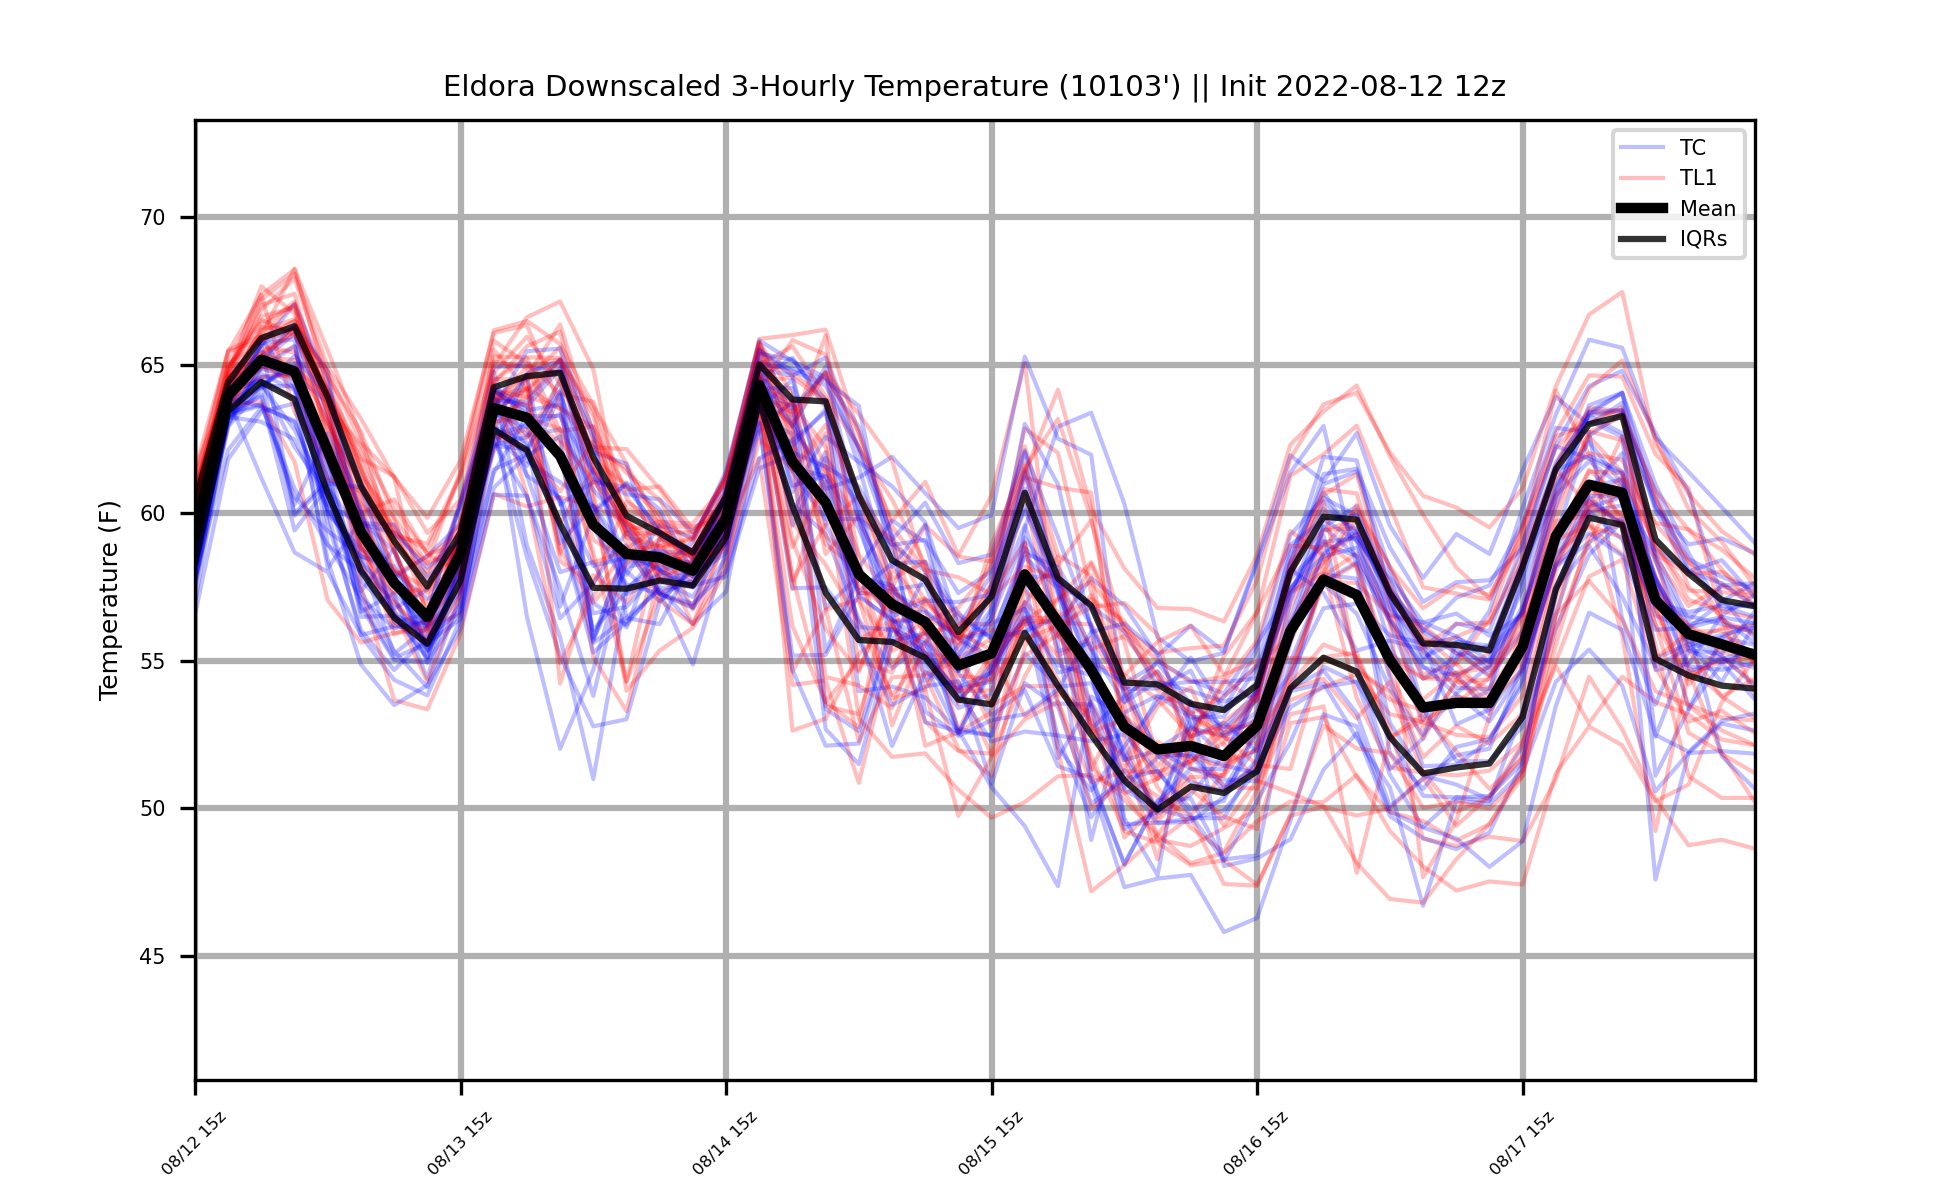 Eldora Downscaled 3-Hourly Temperature (10103') || Init 2022-08-12 12z
TC
TL1
Mean
IQRs
Temperature (F)
70
65
60
55
50
45
08/12 15z
08/13 15z
08/14 15z
08/15 15z
08/16 15z
08/17 15z